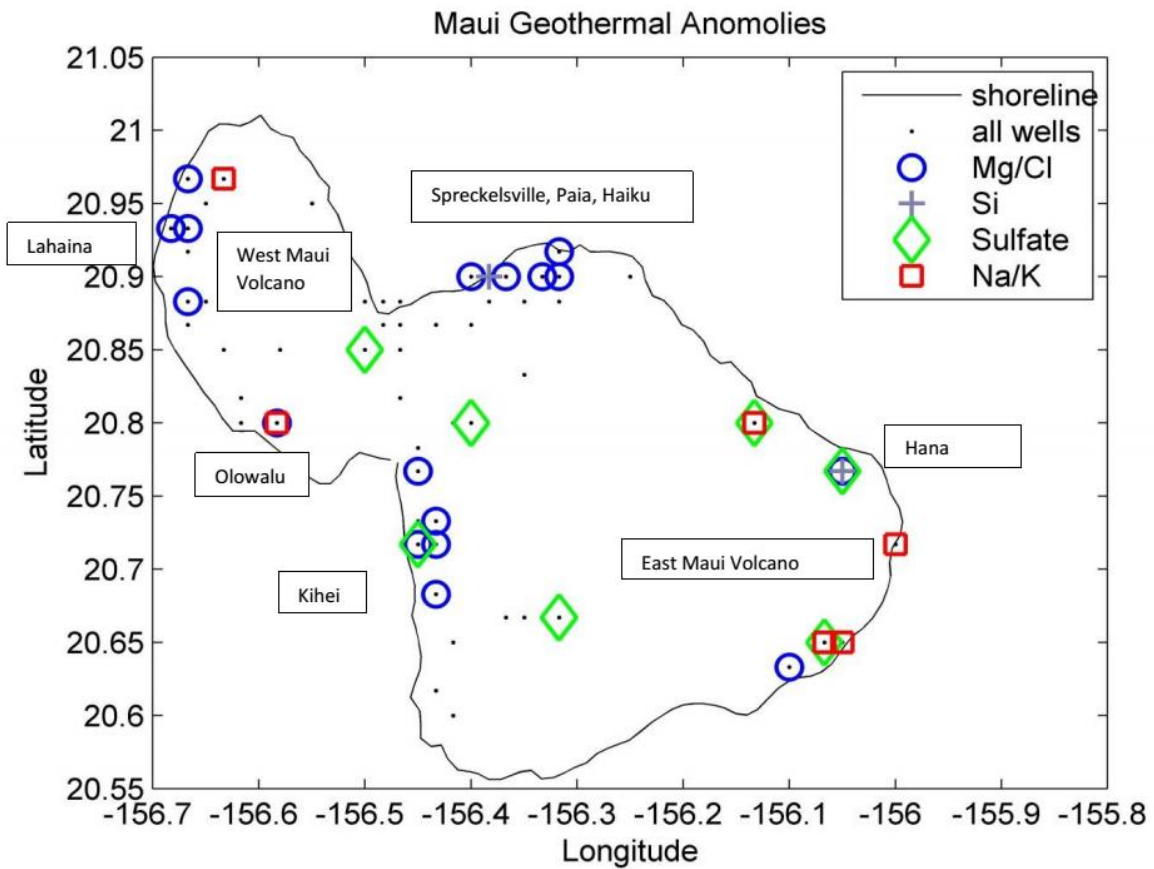 Maui Geothermal Anomolies
21.05
21
20.95
20.9
20.85
20.8
20.75
20.7
20.65
20.6
20.55
Latitude
-156.7
-156.6
-156.5
-156.4
-156.3
-156.2
-156.1
-156
-155.9
-155.8
Longitude
shoreline
all wells
Mg/Cl
Si
Sulfate
Na/K
Spreckelsville, Paia, Haiku
Lahaina
West Maui
Volcano
Olowalu
Hana
Kihei
East Maui Volcano